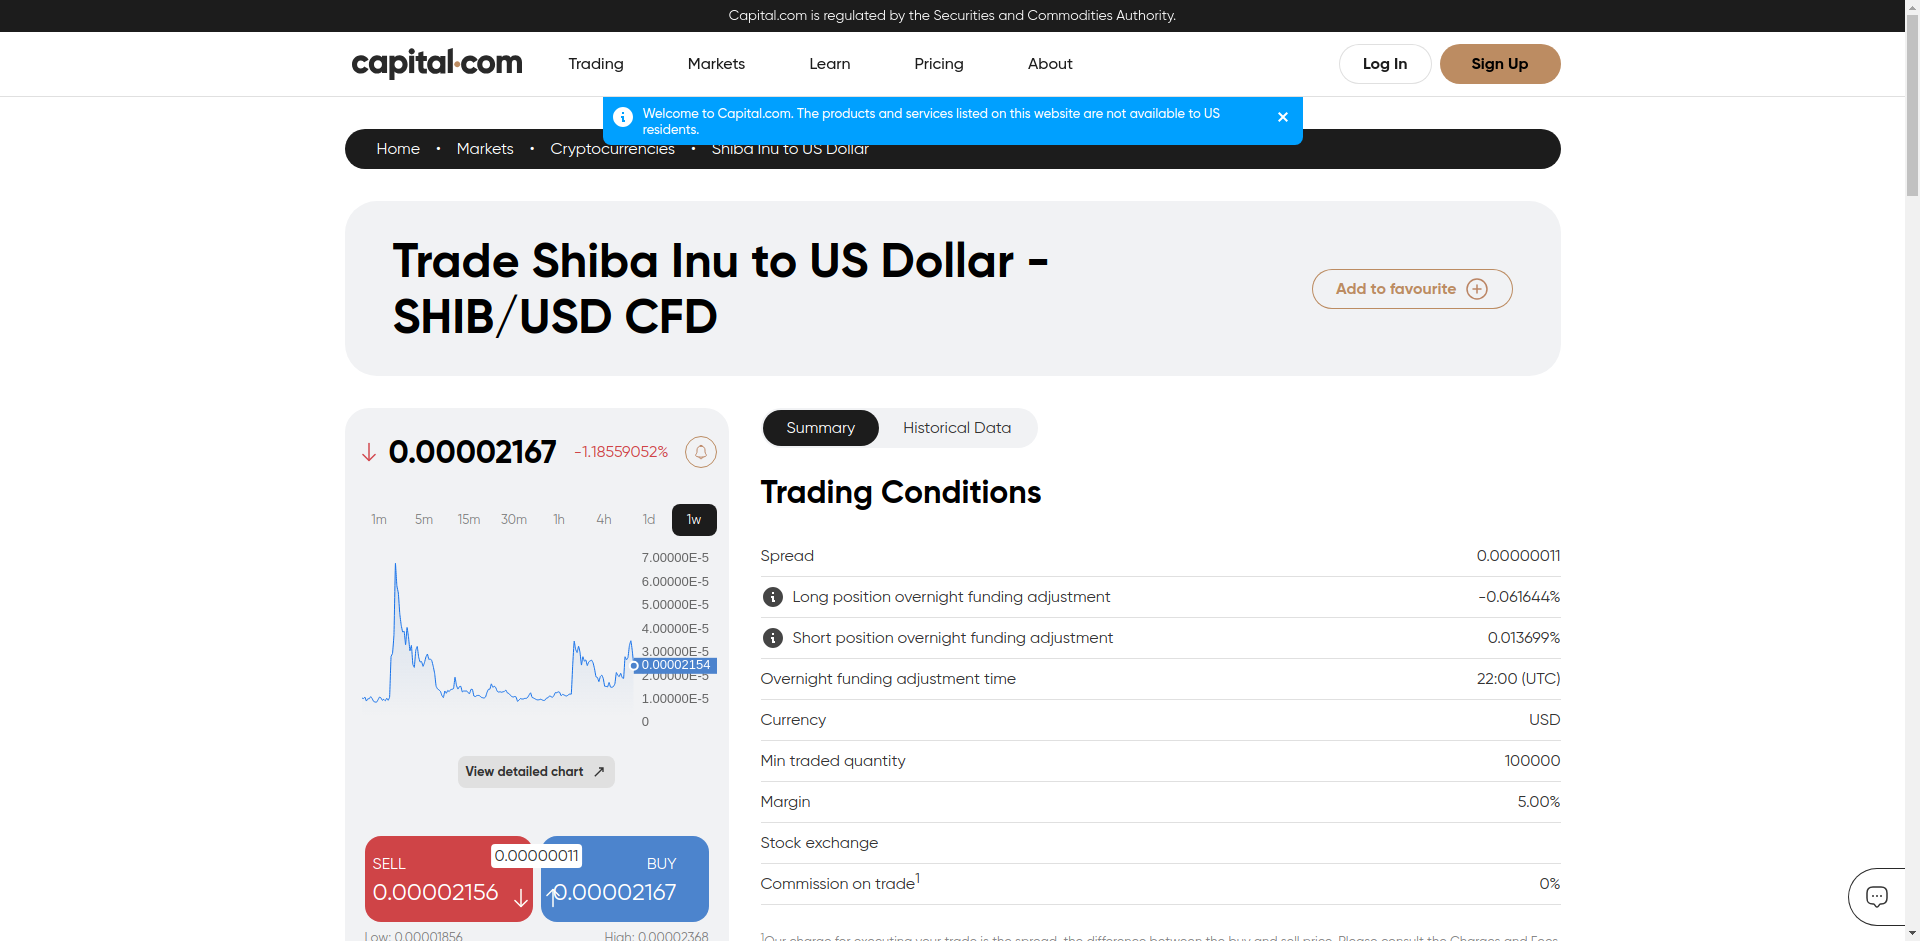 Capital.com is regulated by the Securities and Commodities Authority.
capital.com
Trading
Markets
Learn
Pricing
About
Log In
Sign Up
Welcome to Capital.com. The products and services listed on this website are not available to US
residents.
Home • Markets • Cryptocurrencies • Shiba Inu to US Dollar
Trade Shiba Inu to US Dollar -
SHIB/USD CFD
Add to favourite
0.00002167 -1.18559052%
1m 5m 15m 30m 1h 4h 1d 1w
7.00000E-5
6.00000E-5
5.00000E-5
4.00000E-5
3.00000E-5
0.00002154
2.00000E-5
1.00000E-5
0
View detailed chart
SELL
0.00002156
0.00000011
BUY
0.00002167
Low: 0.00001856
High: 0.00002368
Summary
Historical Data
Trading Conditions
Spread 0.00000011
Long position overnight funding adjustment -0.061644%
Short position overnight funding adjustment 0.013699%
Overnight funding adjustment time 22:00 (UTC)
Currency USD
Min traded quantity 100000
Margin 5.00%
Stock exchange
Commission on trade1 0%
1Our charge for executing your trade is the spread, the difference between the buy and sell price. Please consult the Charges and Fees